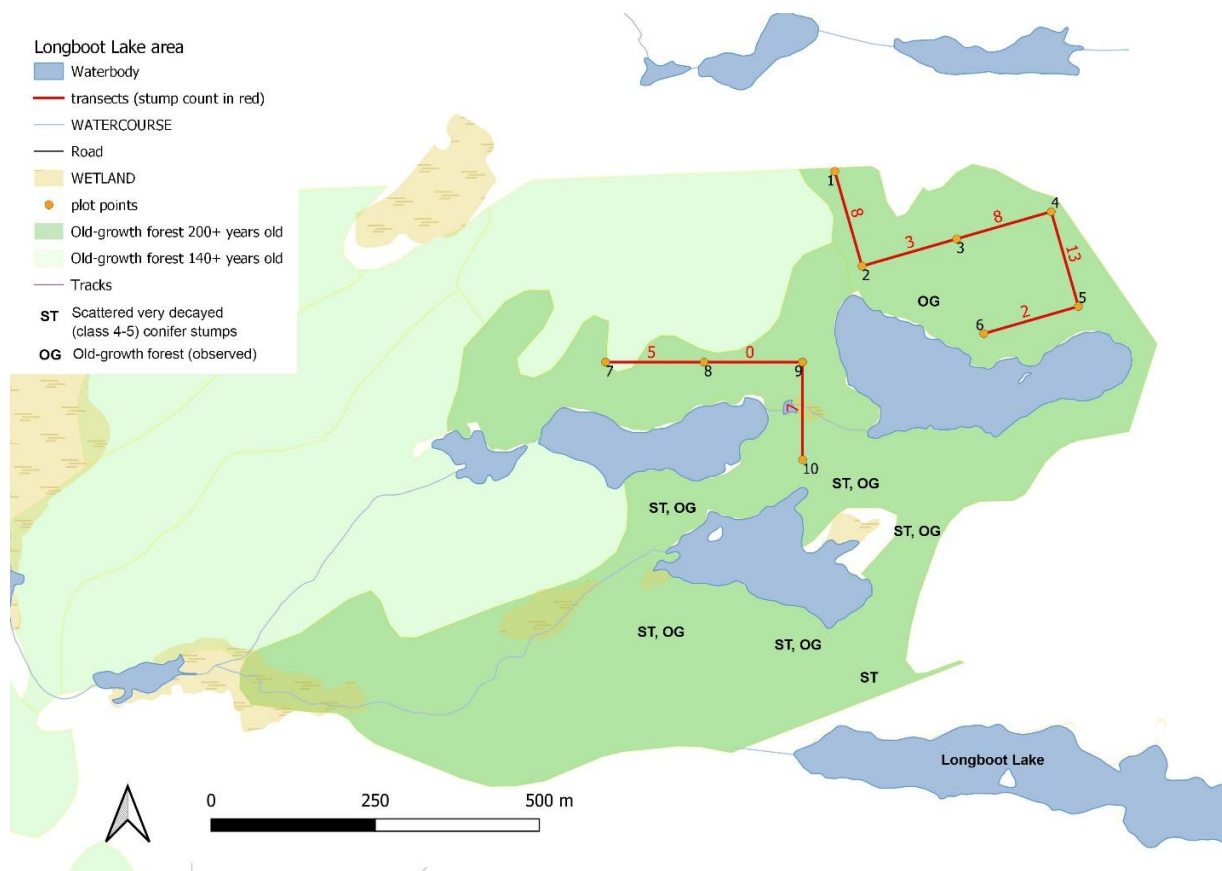 Longboot Lake area
Waterbody
transects (stump count in red)
WATERCOURSE
Road
WETLAND
plot points
Old-growth forest 200+ years old
Old-growth forest 140+ years old
Tracks
ST Scattered very decayed
(class 4-5) conifer stumps
OG Old-growth forest (observed)
1
8
2
3
3
8
4
13
5
2
6
OG
7
5
8
0
9
7
10
ST, OG
ST, OG
ST, OG
ST, OG
ST, OG
ST
Longboot Lake
0 250 500 m